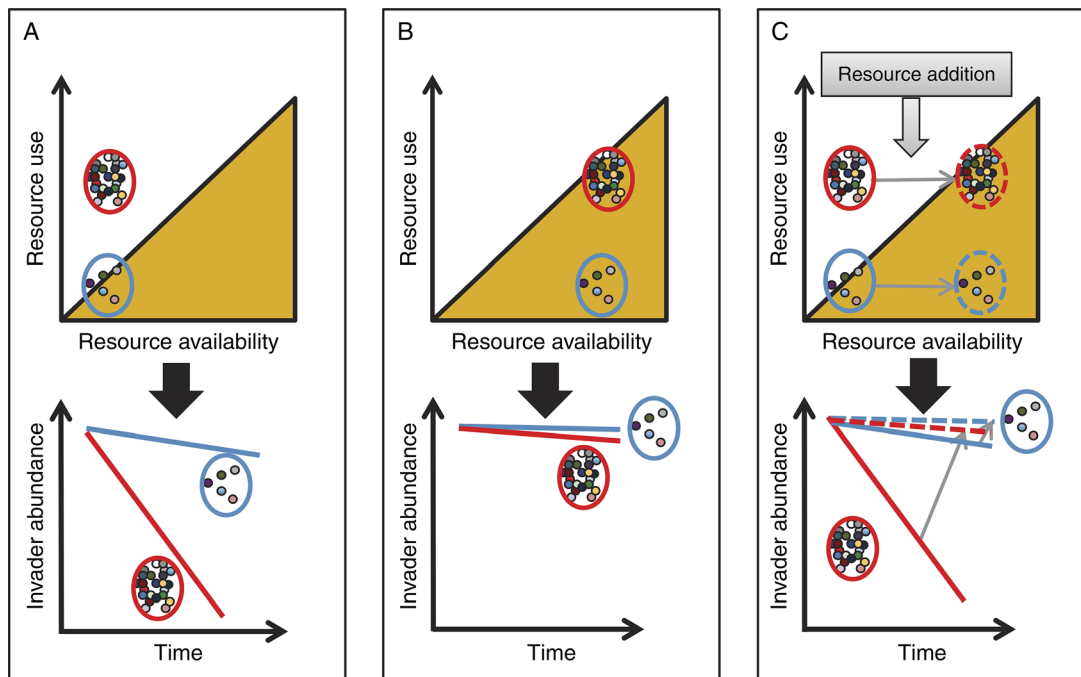 A
Resource use
Resource availability
Invader abundance
Time
B
Resource use
Resource availability
Invader abundance
Time
C
Resource addition
Resource use
Resource availability
Invader abundance
Time